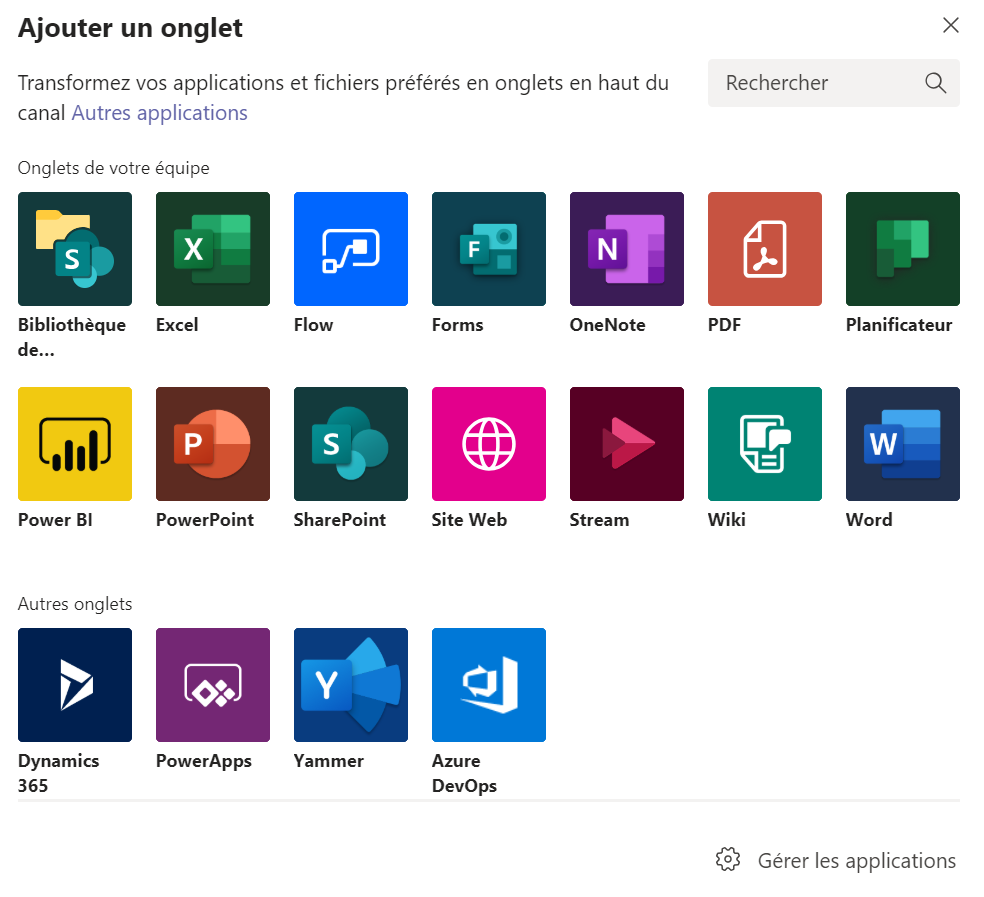 Ajouter un onglet
Transformez vos applications et fichiers préférés en onglets en haut du
canal Autres applications
Rechercher
Onglets de votre équipe
S
X
F
N
Bibliothèque
de...
Excel
Flow
Forms
OneNote
PDF
Planificateur
P
S
W
Power BI
PowerPoint
SharePoint
Site Web
Stream
Wiki
Word
Autres onglets
Y
Dynamics
365
PowerApps
Yammer
Azure
DevOps
Gérer les applications